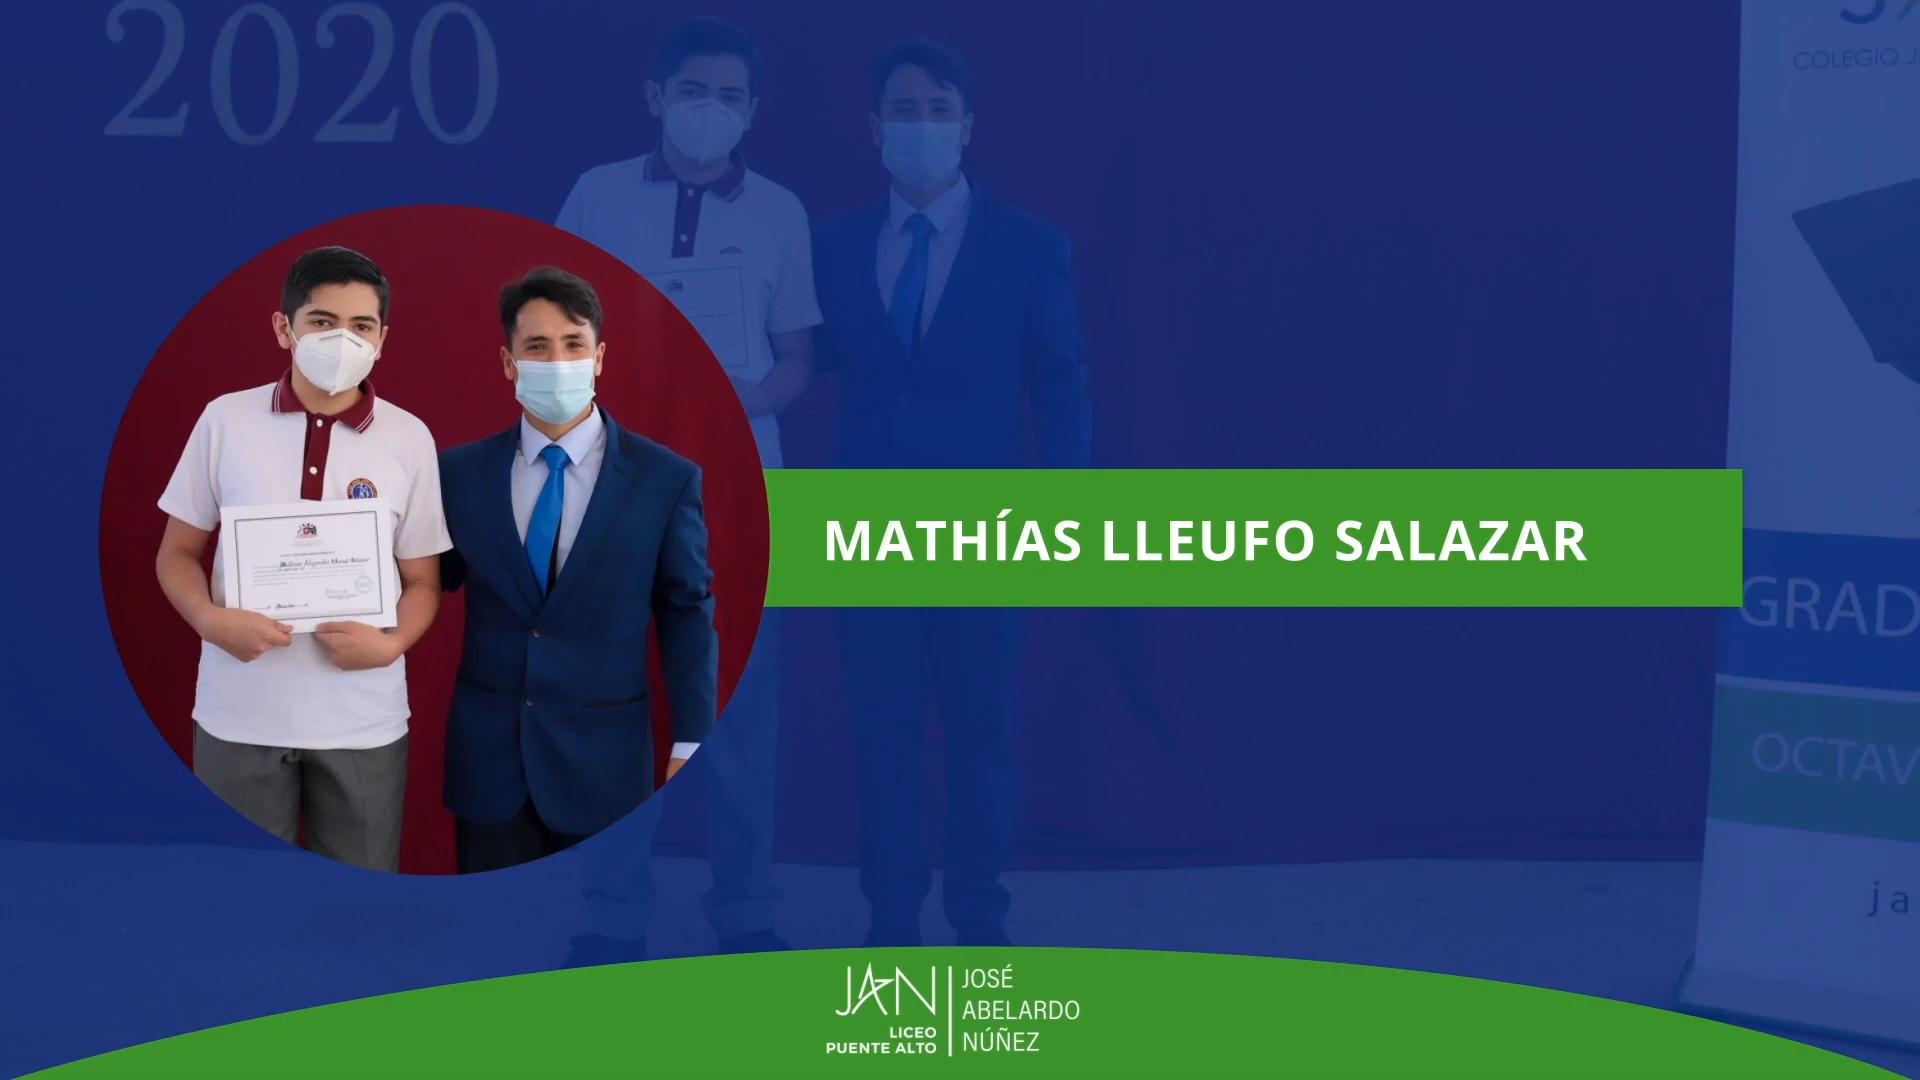 2020
COLEGIO J
MATHÍAS LLEUFO SALAZAR
GRAD
OCTAV
ja
JAN
LICEO
PUENTE ALTO
JOSÉ
ABELARDO
NÚÑEZ